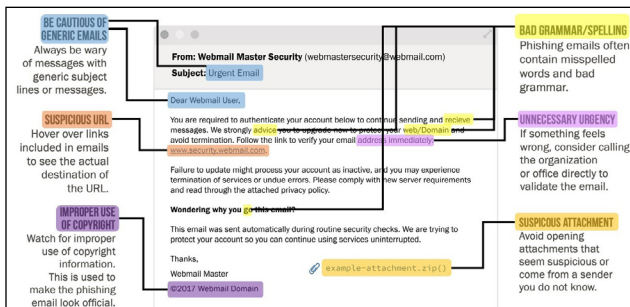 BE CAUTIOUS OF
GENERIC EMAILS
Always be wary
of messages with
generic subject
lines or messages.
SUSPICIOUS URL
Hover over links
included in emails
to see the actual
destination of
the URL.
IMPROPER USE
OF COPYRIGHT
Watch for improper
use of copyright
information.
This is used to
make the phishing
email look official.
From: Webmail Master Security (webmastersecurity@webmail.com)
Subject: Urgent Email
Dear Webmail User,
You are required to authenticate your account below to continue sending and recieve
messages. We strongly advice you to upgrade now to protect your web/Domain and
avoid termination. Follow the link to verify your email address immediately:
www.security.webmail.com.
Failure to update might process your account as inactive, and you may experience
termination of services or undue errors. Please comply with new server requirements
and read through the attached privacy policy.
Wondering why you go this email?
This email was sent automatically during routine security checks. We are trying to
protect your account so you can continue using services uninterrupted.
Thanks,
Webmail Master
©2017 Webmail Domain
example-attachment.zip()
BAD GRAMMAR/SPELLING
Phishing emails often
contain misspelled
words and bad
grammar.
UNNECESSARY URGENCY
If something feels
wrong, consider calling
the organization
or office directly to
validate the email.
SUSPICOUS ATTACHMENT
Avoid opening
attachments that
seem suspicious or
come from a sender
you do not know.